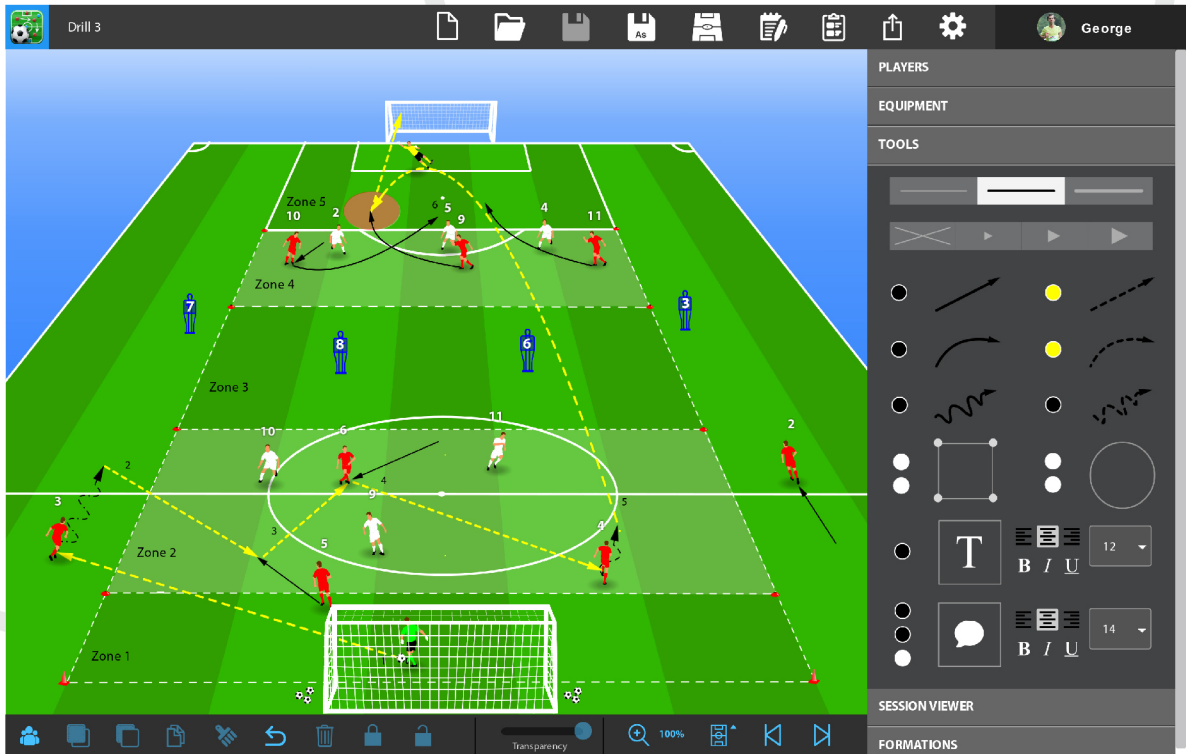 Drill 3
As
George
PLAYERS
EQUIPMENT
TOOLS
Zone 5
10
2
6
5
9
4
11
Zone 4
7
3
8
6
Zone 3
10
6
11
2
2
4
9
3
5
3
4
5
Zone 2
1
Zone 1
T
B I U
12
B I U
14
SESSION VIEWER
FORMATIONS
Transparency
100%